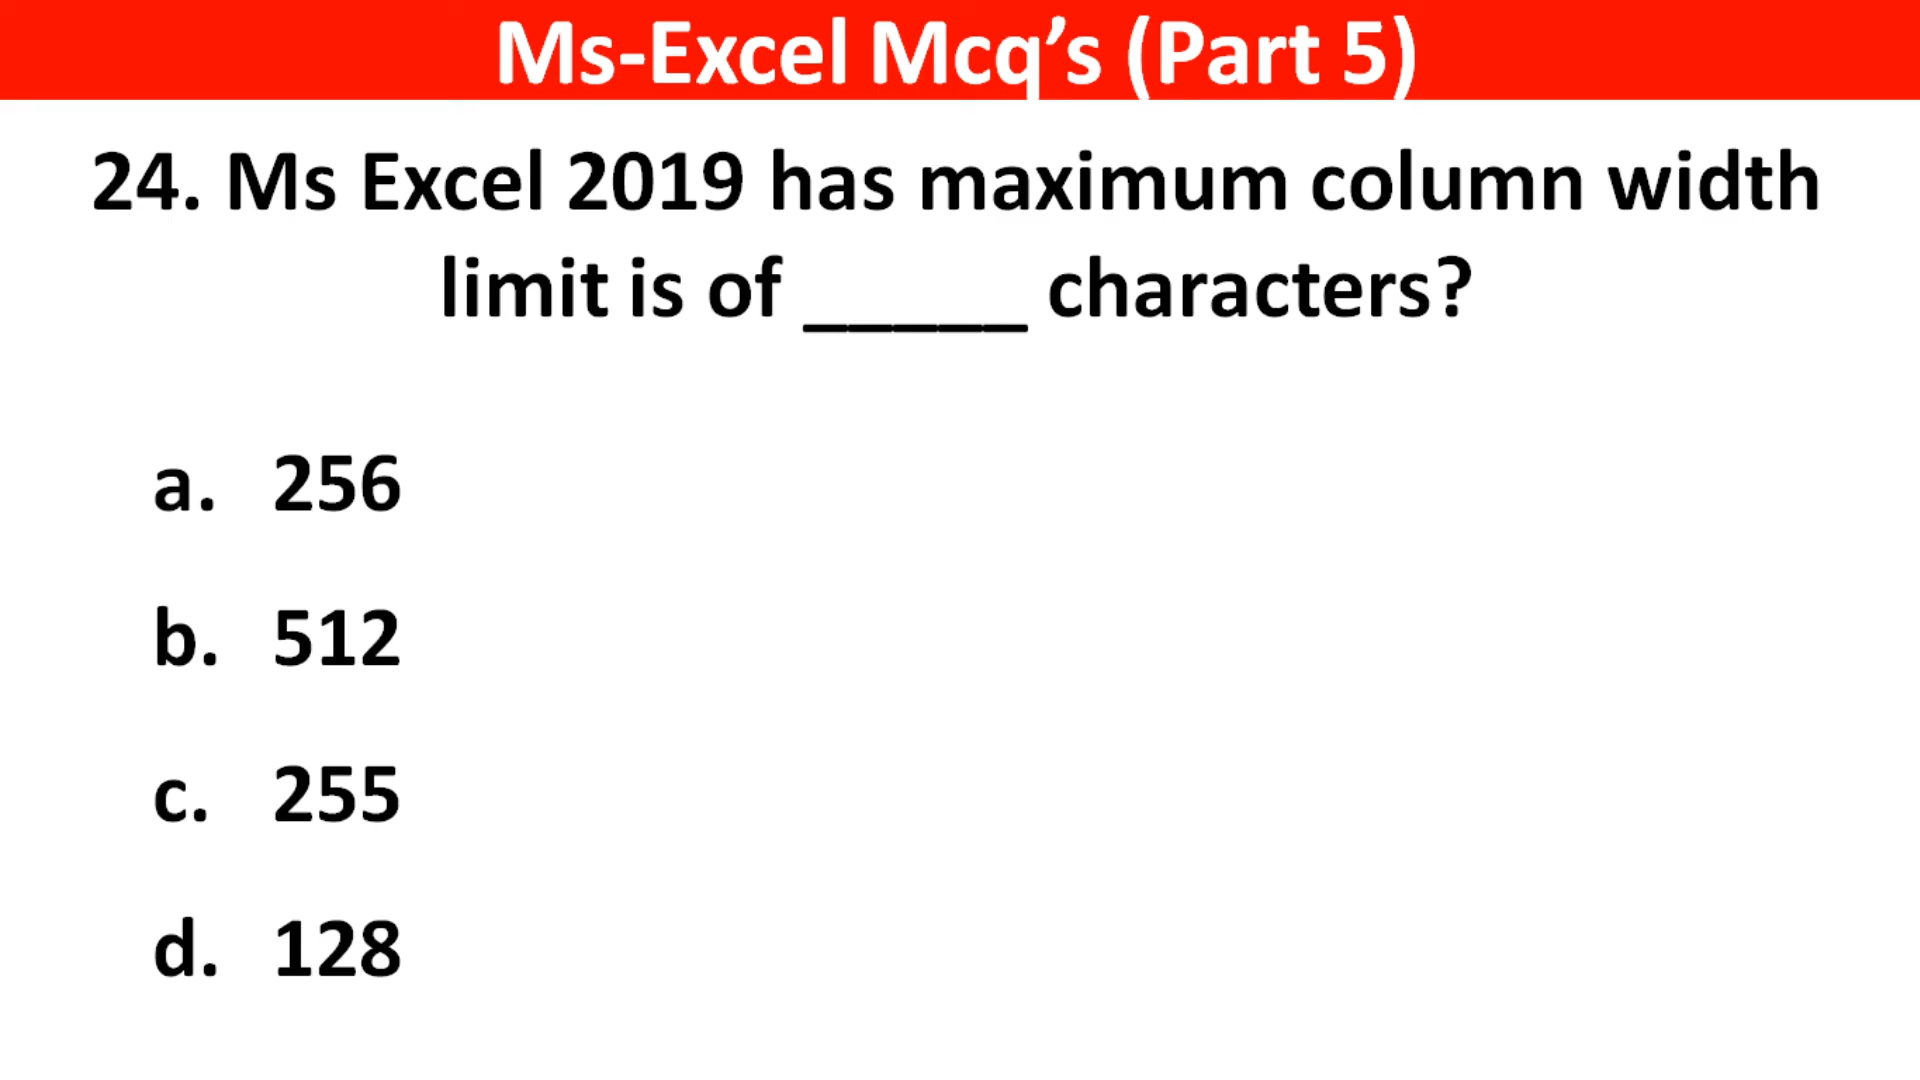 Ms-Excel Mcq’s (Part 5)
24. Ms Excel 2019 has maximum column width
limit is of _____ characters?
a. 256
b. 512
c. 255
d. 128